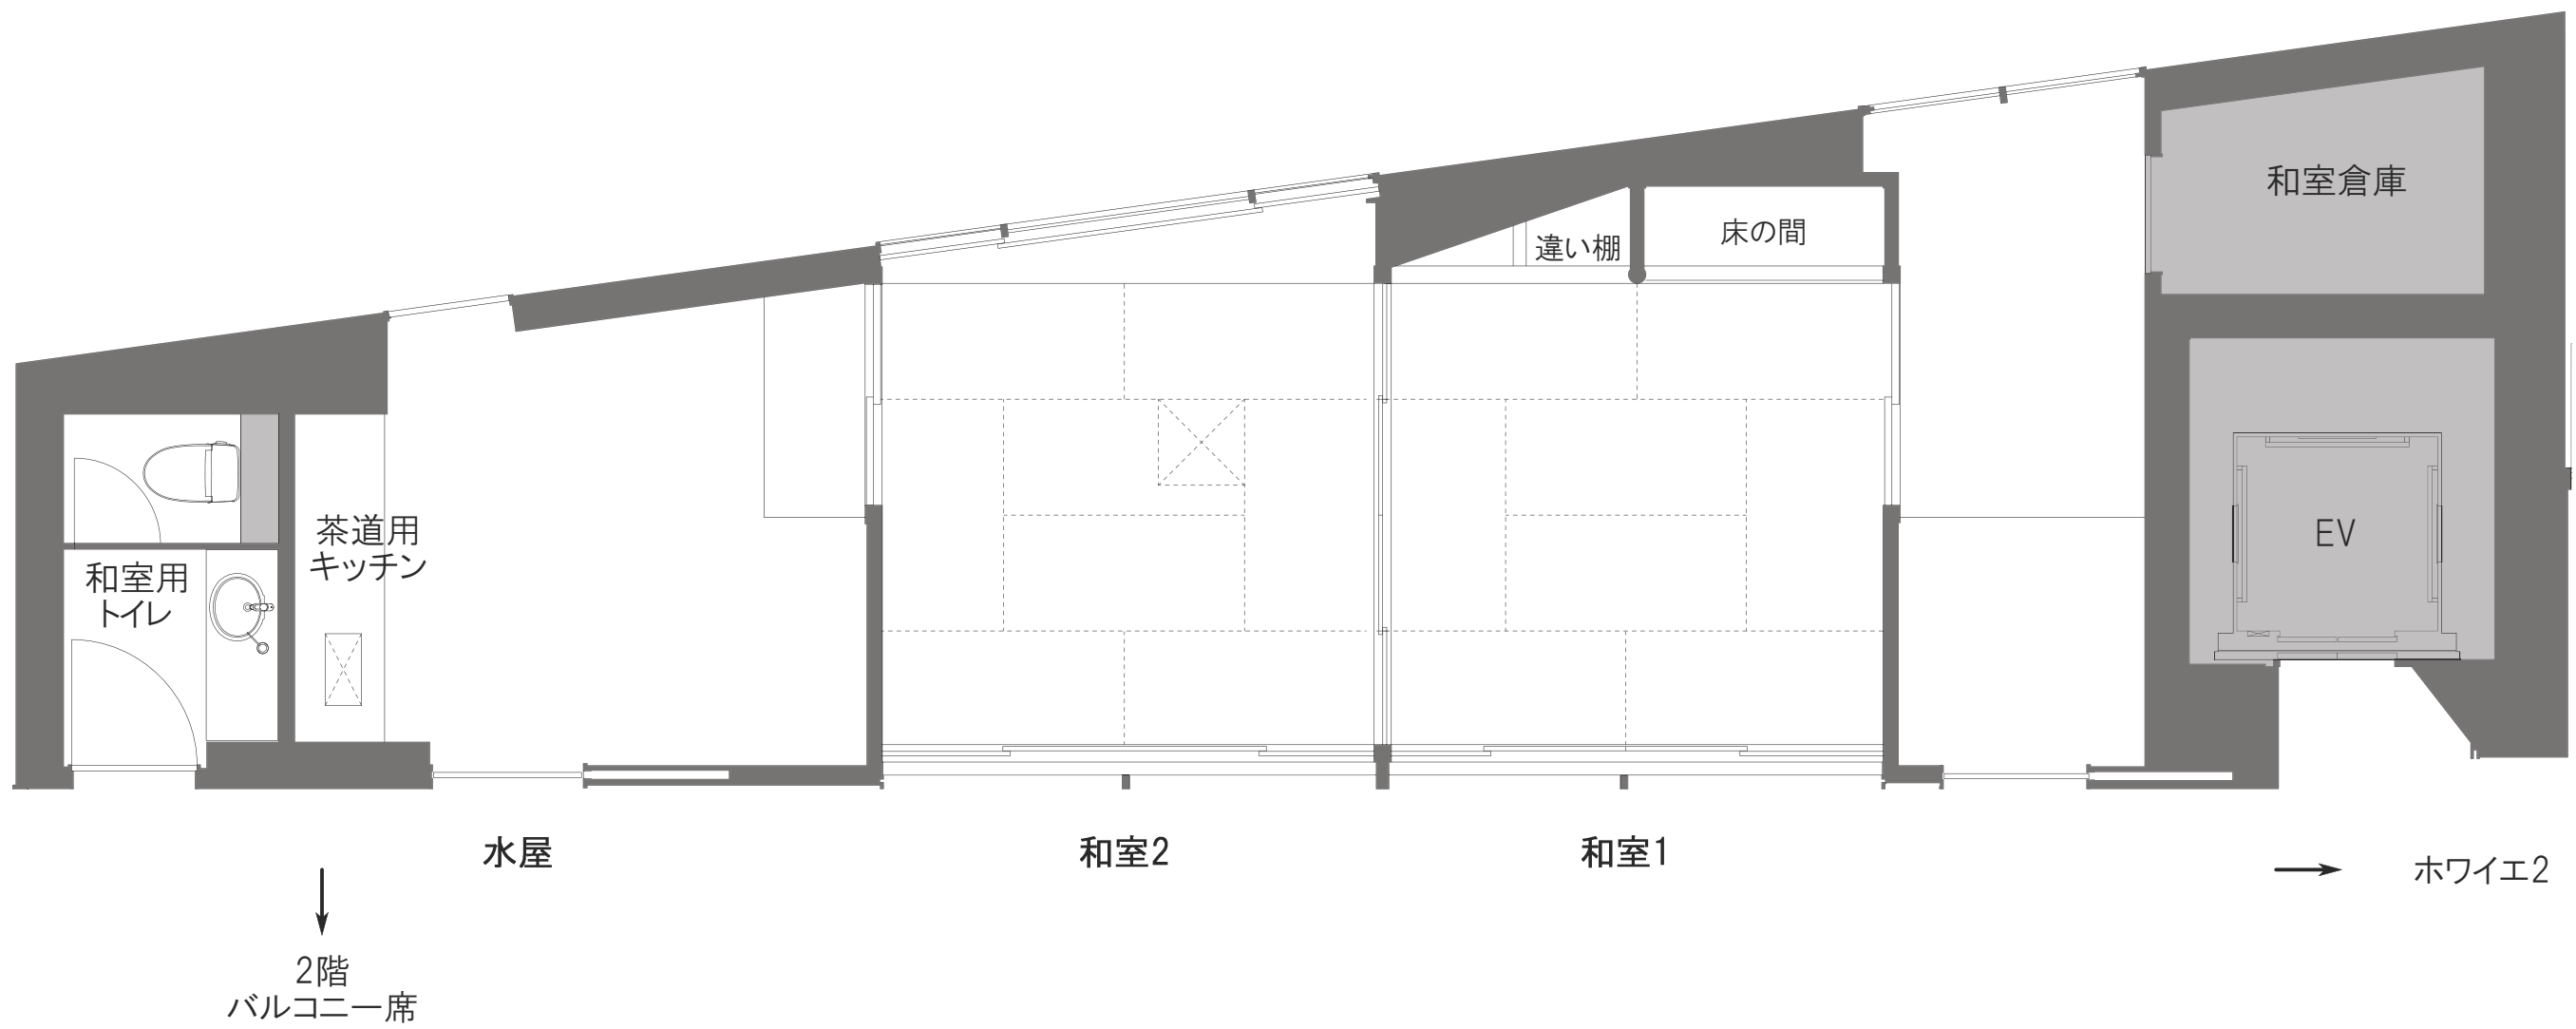 和室倉庫
違い棚
床の間
EV
茶道用
キッチン
和室用
トイレ
水屋
和室2
和室1
ホワイエ2
2階
バルコニー席